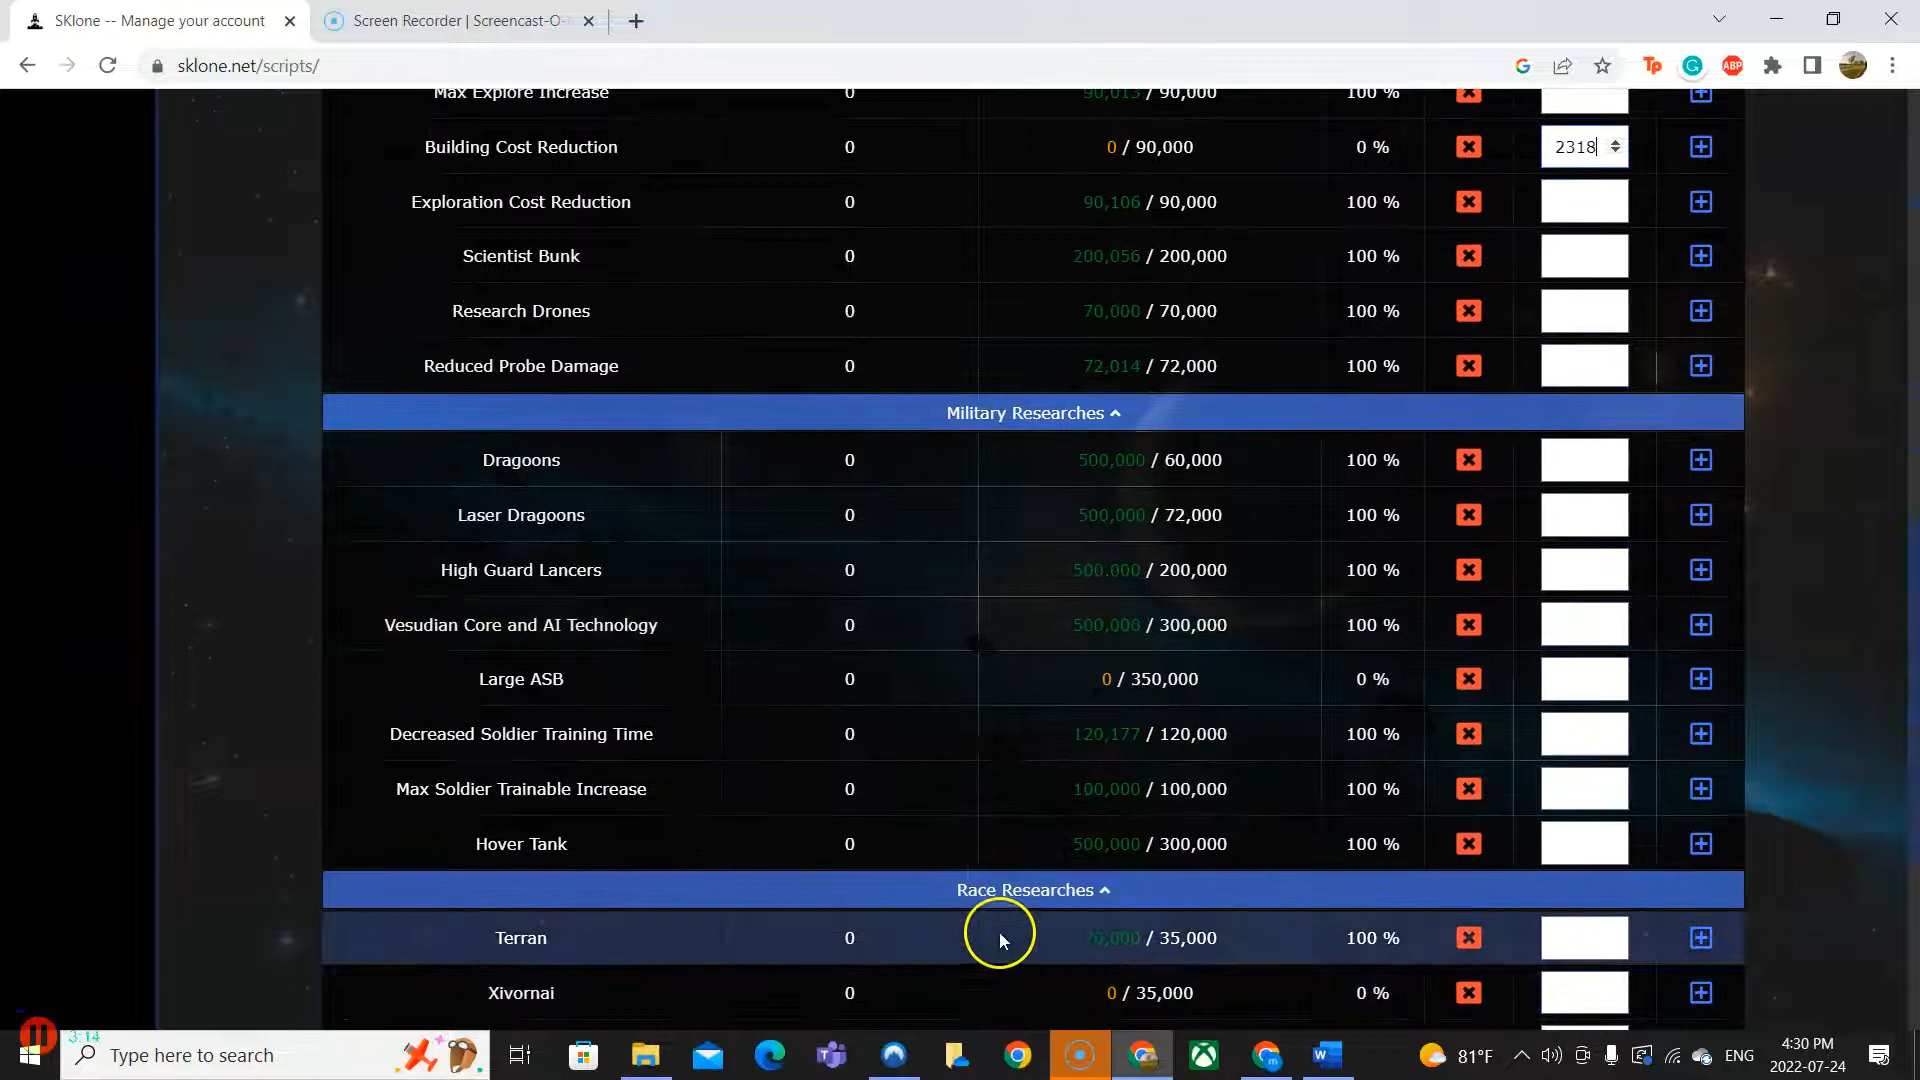 SKlone -- Manage your account
Screen Recorder | Screencast-O-
sklone.net/scripts/
Max Explore Increase 0 90,013 / 90,000 100 %
Building Cost Reduction 0 0 / 90,000 0 % 2318
Exploration Cost Reduction 0 90,106 / 90,000 100 %
Scientist Bunk 0 200,056 / 200,000 100 %
Research Drones 0 70,000 / 70,000 100 %
Reduced Probe Damage 0 72,014 / 72,000 100 %
Military Researches
Dragoons 0 500,000 / 60,000 100 %
Laser Dragoons 0 500,000 / 72,000 100 %
High Guard Lancers 0 500,000 / 200,000 100 %
Vesudian Core and AI Technology 0 500,000 / 300,000 100 %
Large ASB 0 0 / 350,000 0 %
Decreased Soldier Training Time 0 120,177 / 120,000 100 %
Max Soldier Trainable Increase 0 100,000 / 100,000 100 %
Hover Tank 0 500,000 / 300,000 100 %
Race Researches
Terran 0 70,000 / 35,000 100 %
Xivornai 0 0 / 35,000 0 %
3:14
Type here to search
81°F
ENG
4:30 PM
2022-07-24
Tp
ABP